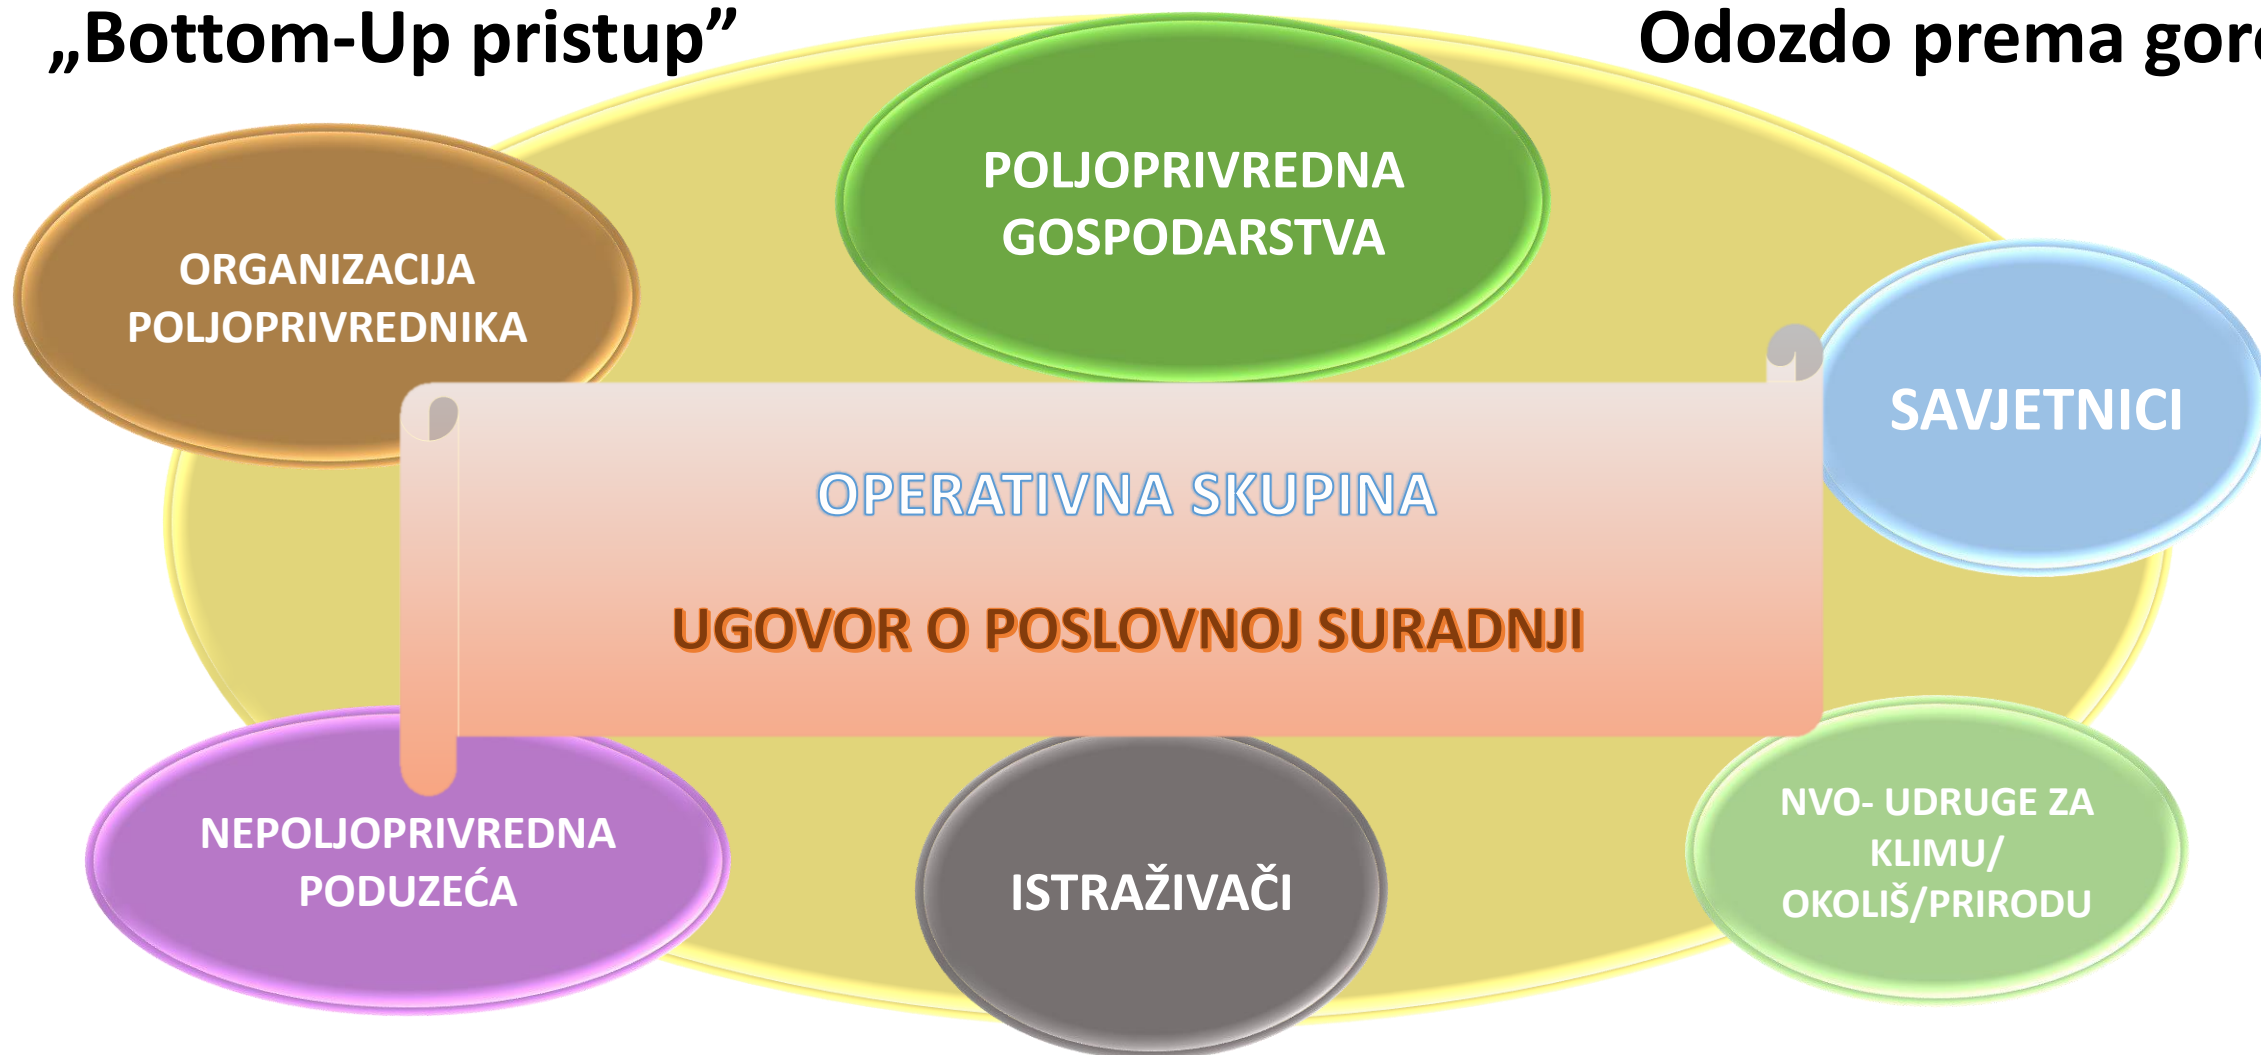 „Bottom-Up pristup”
Odozdo prema gore
POLJOPRIVREDNA
GOSPODARSTVA
ORGANIZACIJA
POLJOPRIVREDNIKA
SAVJETNICI
OPERATIVNA SKUPINA
UGOVOR O POSLOVNOJ SURADNJI
NEPOLJOPRIVREDNA
PODUZEĆA
ISTRAŽIVAČI
NVO- UDRUGE ZA
KLIMU/
OKOLIŠ/PRIRODU